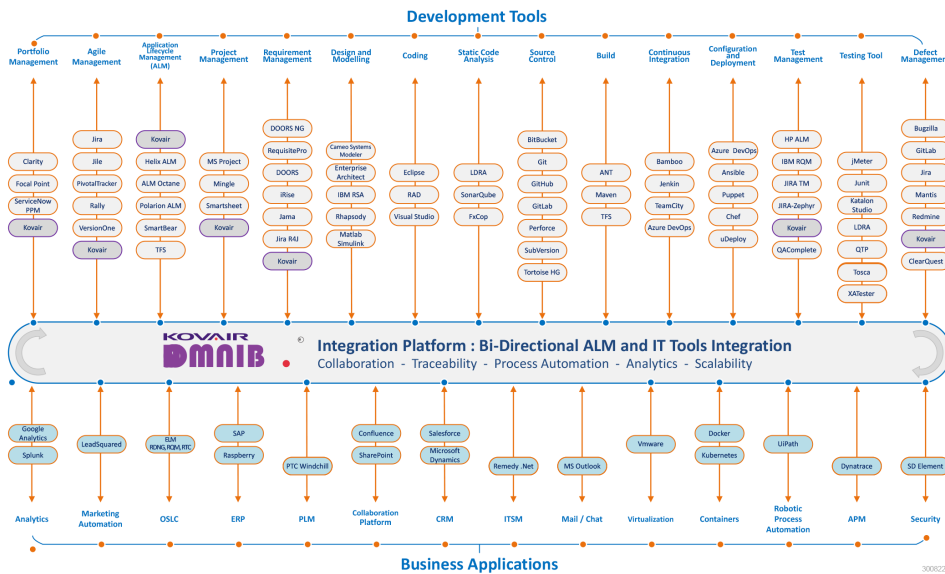 Development Tools
Portfolio
Management
Agile
Management
Application
Lifecycle
Management
(ALM)
Project
Management
Requirement
Management
Design and
Modelling
Coding
Static Code
Analysis
Source
Control
Build
Continuous
Integration
Configuration
and
Deployment
Test
Management
Testing Tool
Defect
Management
Clarity
Focal Point
ServiceNow
PPM
Kovair
Jira
Jile
PivotalTracker
Rally
VersionOne
Kovair
Kovair
Helix ALM
ALM Octane
Polarion ALM
SmartBear
TFS
MS Project
Mingle
Smartsheet
Kovair
DOORS NG
RequisitePro
DOORS
iRise
Jama
Jira R4J
Kovair
Cameo Systems
Modeler
Enterprise
Architect
IBM RSA
Rhapsody
Matlab
Simulink
Eclipse
RAD
Visual Studio
LDRA
SonarQube
FxCop
BitBucket
Git
GitHub
GitLab
Perforce
SubVersion
Tortoise HG
ANT
Maven
TFS
Bamboo
Jenkin
TeamCity
Azure DevOps
Azure DevOps
Ansible
Puppet
Chef
uDeploy
HP ALM
IBM RQM
JIRA TM
JIRA-Zephyr
Kovair
QAComplete
jMeter
Junit
Katalon
Studio
LDRA
QTP
Tosca
XATester
Bugzilla
GitLab
Jira
Mantis
Redmine
Kovair
ClearQuest
KOVAIR
OMNIB
Integration Platform : Bi-Directional ALM and IT Tools Integration
Collaboration - Traceability - Process Automation - Analytics - Scalability
Google
Analytics
Splunk
LeadSquared
ELM
RDNG, RQM, RTC
SAP
Raspberry
PTC Windchill
Confluence
SharePoint
Salesforce
Microsoft
Dynamics
Remedy .Net
MS Outlook
Vmware
Docker
Kubernetes
UiPath
Dynatrace
SD Element
Analytics
Marketing
Automation
OSLC
ERP
PLM
Collaboration
Platform
CRM
ITSM
Mail / Chat
Virtualization
Containers
Robotic
Process
Automation
APM
Security
Business Applications
300822